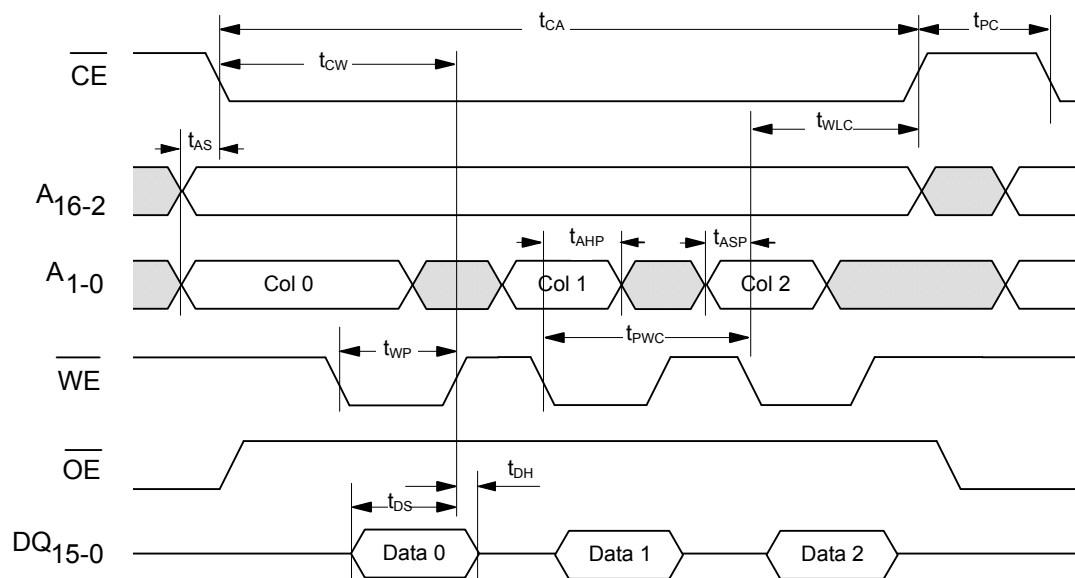 tCA
tPC
CE
tCW
tWLC
tAS
A16-2
tAHP
tASP
A1-0
Col 0
Col 1
Col 2
tWP
tPWC
WE
OE
tDS
tDH
DQ15-0
Data 0
Data 1
Data 2